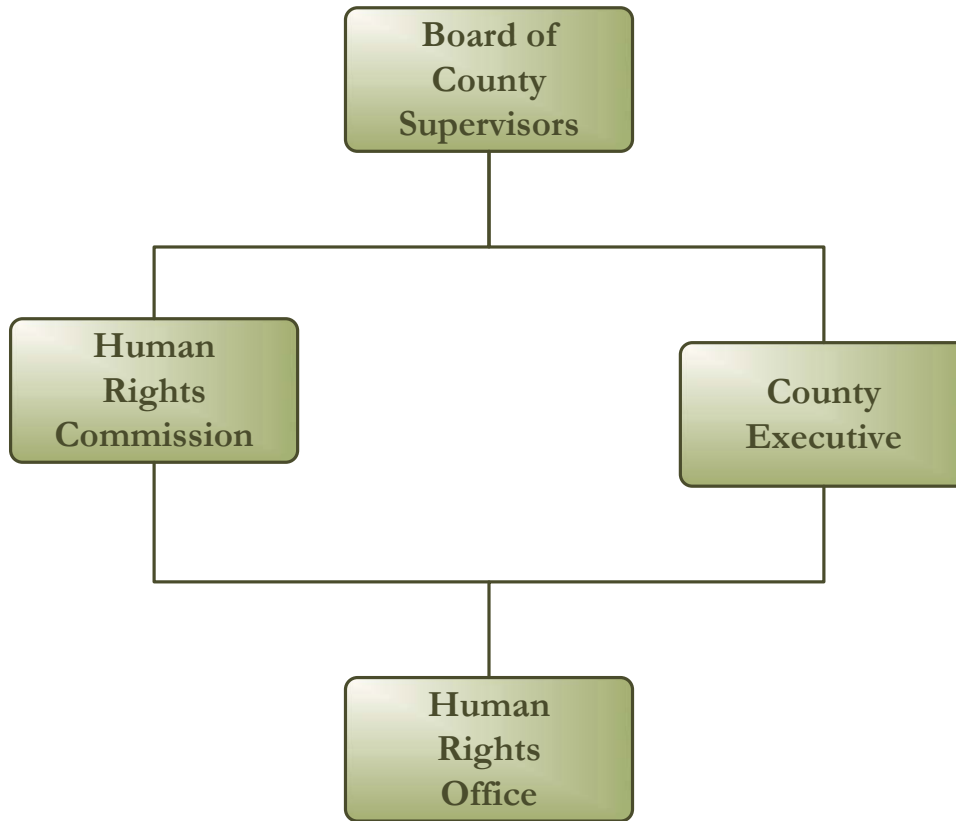 Board of
County
Supervisors
Human
Rights
Commission
County
Executive
Human
Rights
Office